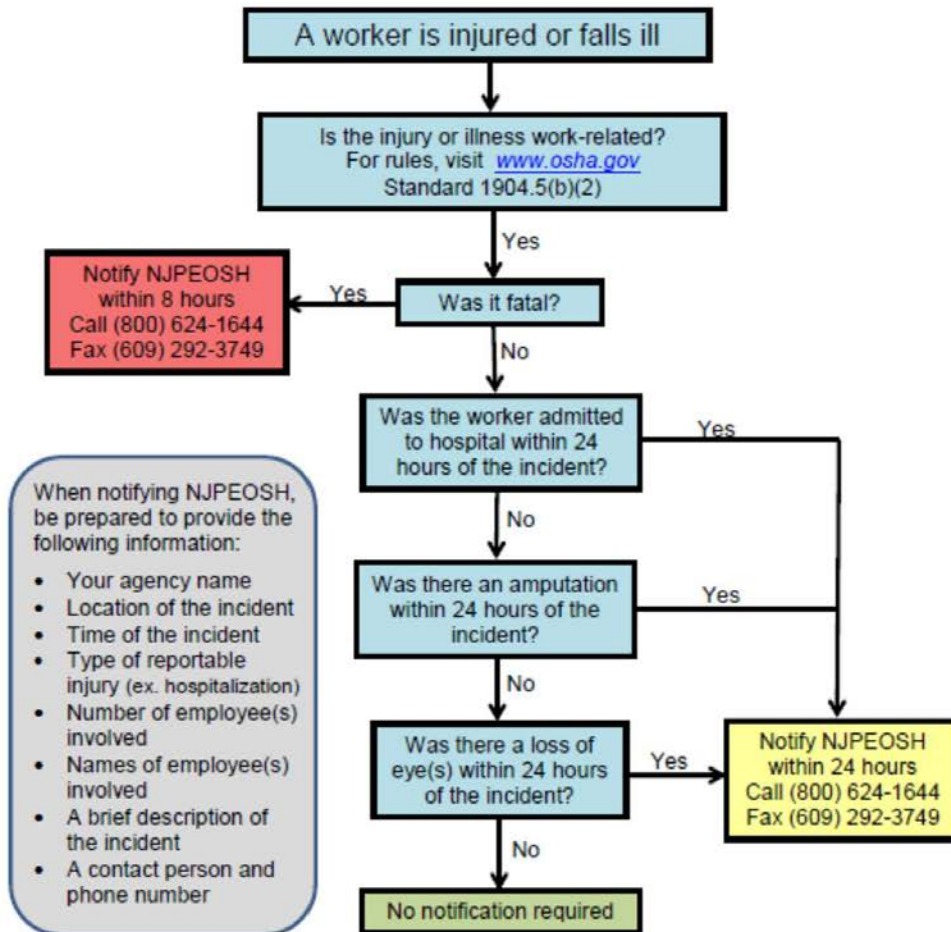 A worker is injured or falls ill
Is the injury or illness work-related?
For rules, visit www.osha.gov
Standard 1904.5(b)(2)
Yes
Was it fatal?
Yes
Notify NJPEOSH
within 8 hours
Call (800) 624-1644
Fax (609) 292-3749
No
Was the worker admitted
to hospital within 24
hours of the incident?
Yes
No
Was there an amputation
within 24 hours of the
incident?
Yes
No
Was there a loss of
eye(s) within 24 hours
of the incident?
Yes
Notify NJPEOSH
within 24 hours
Call (800) 624-1644
Fax (609) 292-3749
No
No notification required
When notifying NJPEOSH,
be prepared to provide the
following information:
• Your agency name
• Location of the incident
• Time of the incident
• Type of reportable
injury (ex. hospitalization)
• Number of employee(s)
involved
• Names of employee(s)
involved
• A brief description of
the incident
• A contact person and
phone number